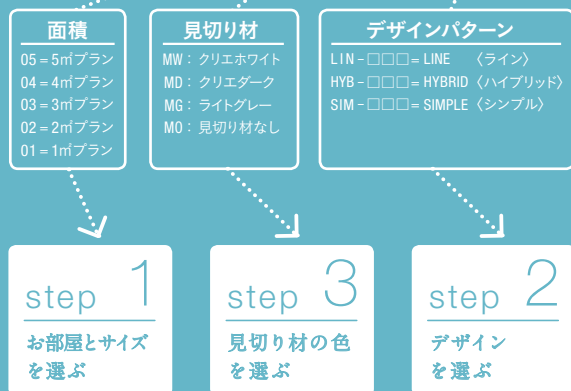 面積
05=5㎡プラン
04=4㎡プラン
03=3㎡プラン
02=2㎡プラン
01=1㎡プラン
見切り材
MW：クリエホワイト
MD：クリエダーク
MG：ライトグレー
MO：見切り材なし
デザインパターン
LIN-□□□=LINE 〈ライン〉
HYB-□□□=HYBRID 〈ハイブリッド〉
SIM-□□□=SIMPLE 〈シンプル〉
step 1
お部屋とサイズ
を選ぶ
step 3
見切り材の色
を選ぶ
step 2
デザイン
を選ぶ